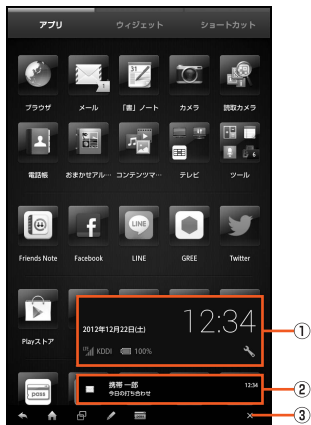 アプリ ウィジェット ショートカット
31
ブラウザ メール 「書」ノート カメラ 読取カメラ
電話帳 おまかせアル… コンテンツマ… テレビ ツール
LINE
Friends Note Facebook LINE GREE Twitter
Playストア
12:34
2012年12月22日(土)
KDDI 100%
pass
携帯 一郎 12:34
今日の打ち合わせ
①
②
③